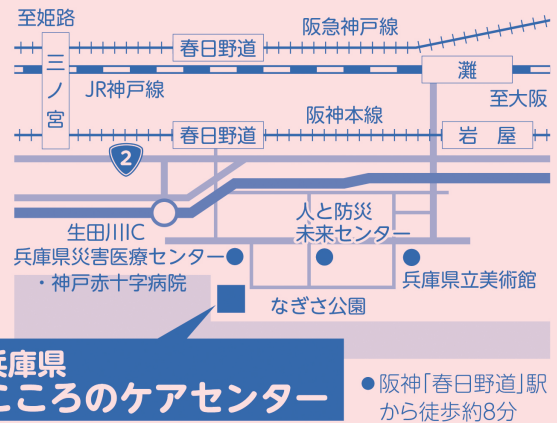 至姫路
阪急神戸線
春日野道
三ノ宮
灘
JR神戸線
至大阪
阪神本線
春日野道
岩屋
2
生田川IC
人と防災
未来センター
兵庫県災害医療センター
・神戸赤十字病院
兵庫県立美術館
なぎさ公園
兵庫県
こころのケアセンター
●阪神「春日野道」駅
から徒歩約8分